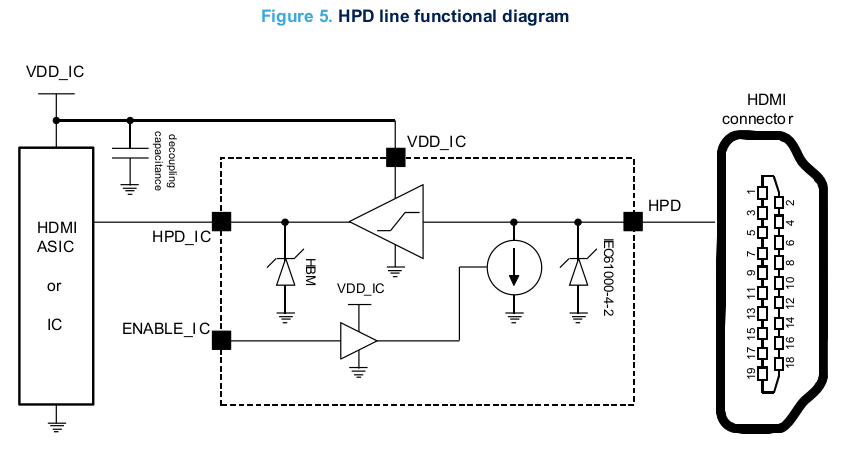 Figure 5. HPD line functional diagram
VDD_IC
HDMI
connector
decoupling
capacitance
VDD_IC
HDMI
ASIC
or
IC
HPD_IC
HPD
HBM
IEC61000-4-2
VDD_IC
ENABLE_IC
1
2
3
4
5
6
7
8
9
10
11
12
13
14
15
16
17
18
19